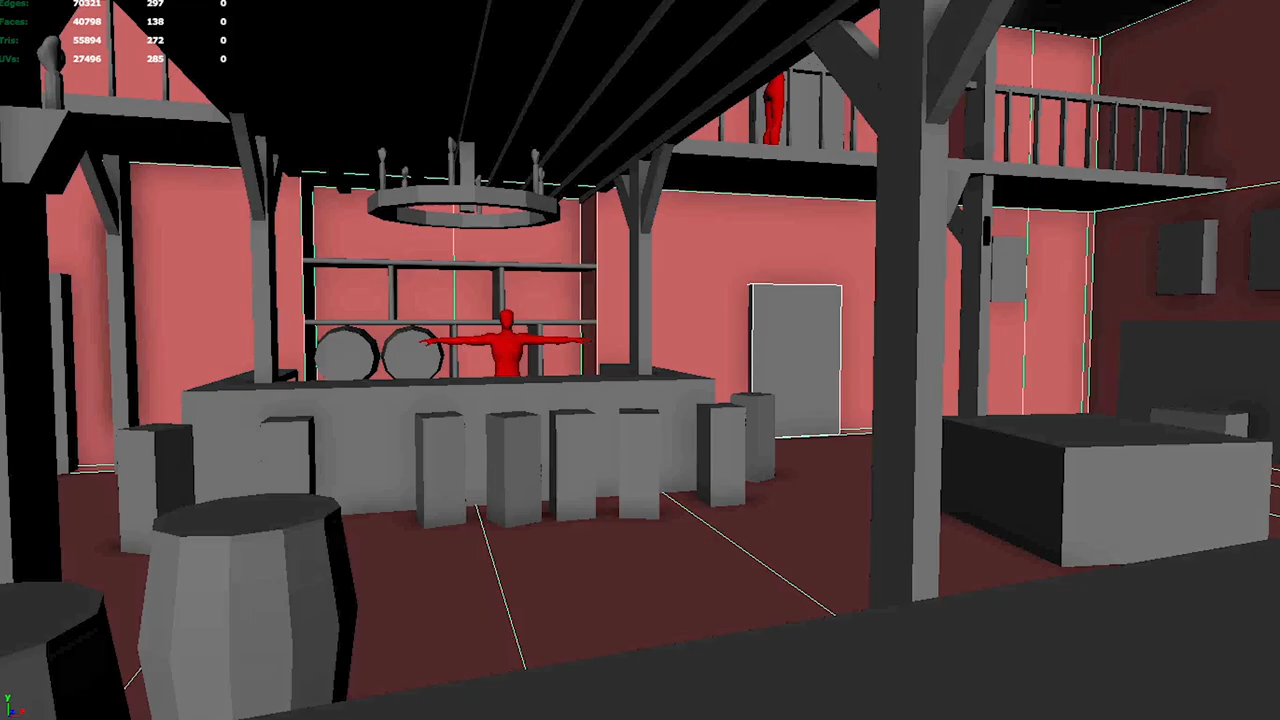 Edges: 70321 297 0
Faces: 40798 138 0
Tris: 55894 272 0
UVs: 27496 285 0
Y